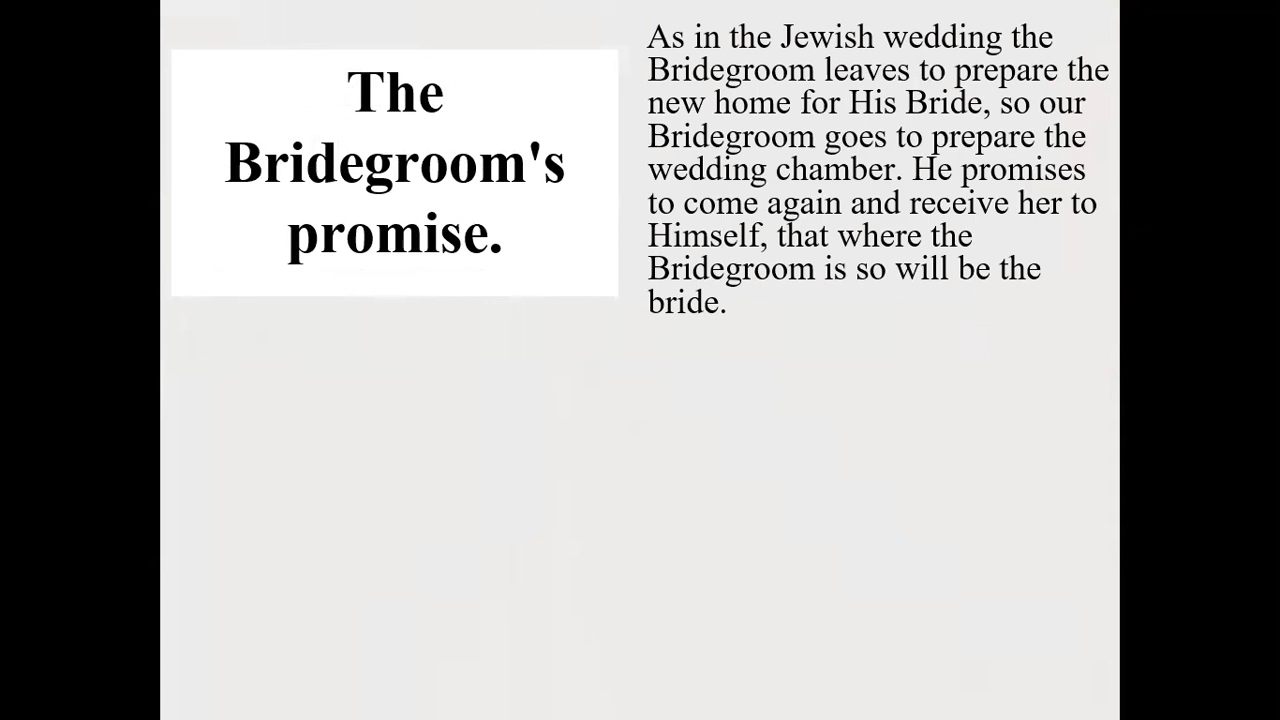 The
Bridegroom's
promise.
As in the Jewish wedding the
Bridegroom leaves to prepare the
new home for His Bride, so our
Bridegroom goes to prepare the
wedding chamber. He promises
to come again and receive her to
Himself, that where the
Bridegroom is so will be the
bride.